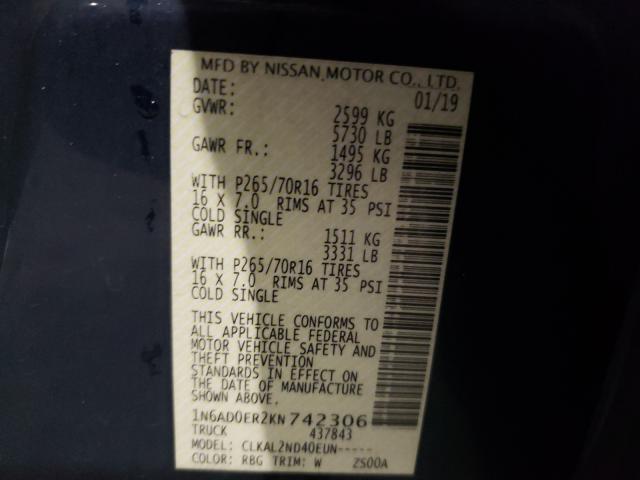 MFD BY NISSAN MOTOR CO., LTD.
DATE: 01/19
GVWR: 2599 KG
5730 LB
GAWR FR.: 1495 KG
3296 LB
WITH P265/70R16 TIRES
16 X 7.0 RIMS AT 35 PSI
COLD SINGLE
GAWR RR.: 1511 KG
3331 LB
WITH P265/70R16 TIRES
16 X 7.0 RIMS AT 35 PSI
COLD SINGLE
THIS VEHICLE CONFORMS TO
ALL APPLICABLE FEDERAL
MOTOR VEHICLE SAFETY AND
THEFT PREVENTION
STANDARDS IN EFFECT ON
THE DATE OF MANUFACTURE
SHOWN ABOVE.
1N6AD0ER2KN742306
TRUCK 437843
MODEL: CLKAL2ND40EUN-----
COLOR: RBG TRIM: W ZS00A